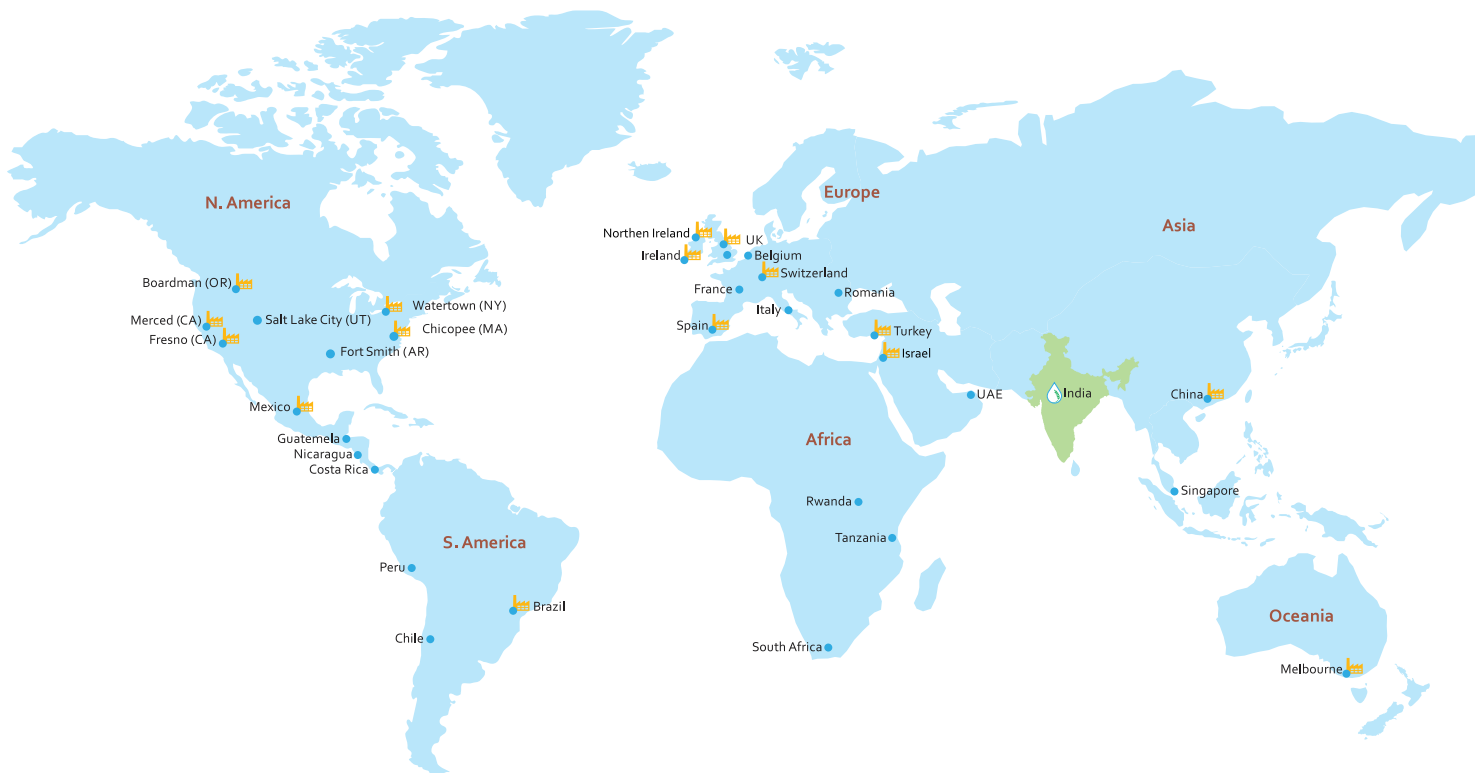 N. America
Boardman (OR)
Merced (CA)
Fresno (CA)
Salt Lake City (UT)
Watertown (NY)
Chicopee (MA)
Fort Smith (AR)
Mexico
Guatemela
Nicaragua
Costa Rica
S. America
Peru
Brazil
Chile
Europe
Northen Ireland
Ireland
UK
Belgium
Switzerland
France
Romania
Italy
Spain
Turkey
Israel
Africa
UAE
Rwanda
Tanzania
South Africa
Asia
India
China
Singapore
Oceania
Melbourne